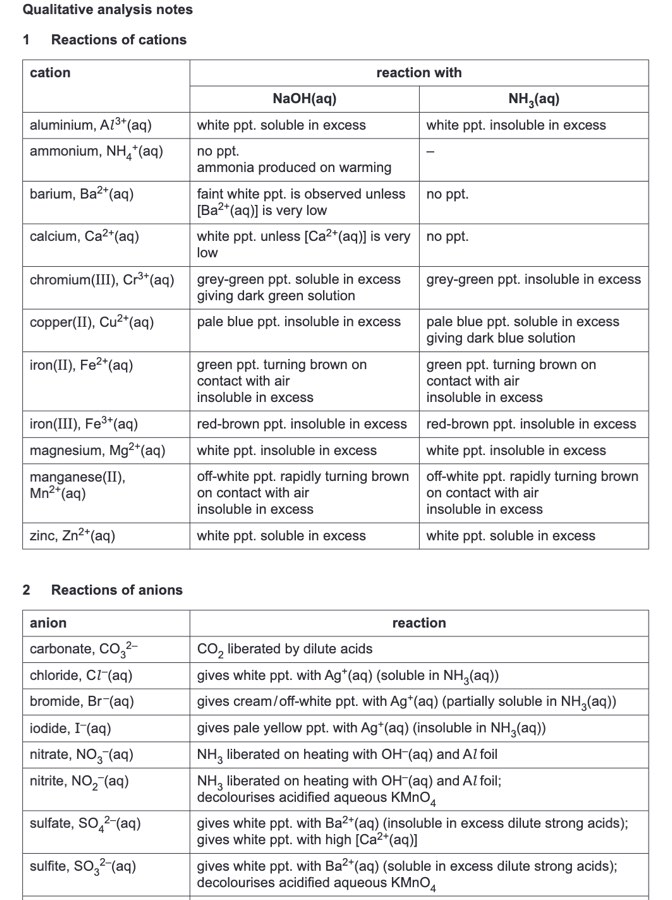 Qualitative analysis notes
1 Reactions of cations
cation
reaction with
NaOH(aq)
NH₃(aq)
aluminium, Al³⁺(aq)
white ppt. soluble in excess
white ppt. insoluble in excess
ammonium, NH₄⁺(aq)
no ppt.
ammonia produced on warming
–
barium, Ba²⁺(aq)
faint white ppt. is observed unless
[Ba²⁺(aq)] is very low
no ppt.
calcium, Ca²⁺(aq)
white ppt. unless [Ca²⁺(aq)] is very
low
no ppt.
chromium(III), Cr³⁺(aq)
grey-green ppt. soluble in excess
giving dark green solution
grey-green ppt. insoluble in excess
copper(II), Cu²⁺(aq)
pale blue ppt. insoluble in excess
pale blue ppt. soluble in excess
giving dark blue solution
iron(II), Fe²⁺(aq)
green ppt. turning brown on
contact with air
insoluble in excess
green ppt. turning brown on
contact with air
insoluble in excess
iron(III), Fe³⁺(aq)
red-brown ppt. insoluble in excess
red-brown ppt. insoluble in excess
magnesium, Mg²⁺(aq)
white ppt. insoluble in excess
white ppt. insoluble in excess
manganese(II),
Mn²⁺(aq)
off-white ppt. rapidly turning brown
on contact with air
insoluble in excess
off-white ppt. rapidly turning brown
on contact with air
insoluble in excess
zinc, Zn²⁺(aq)
white ppt. soluble in excess
white ppt. soluble in excess
2 Reactions of anions
anion
reaction
carbonate, CO₃²⁻
CO₂ liberated by dilute acids
chloride, Cl⁻(aq)
gives white ppt. with Ag⁺(aq) (soluble in NH₃(aq))
bromide, Br⁻(aq)
gives cream/off-white ppt. with Ag⁺(aq) (partially soluble in NH₃(aq))
iodide, I⁻(aq)
gives pale yellow ppt. with Ag⁺(aq) (insoluble in NH₃(aq))
nitrate, NO₃⁻(aq)
NH₃ liberated on heating with OH⁻(aq) and Al foil
nitrite, NO₂⁻(aq)
NH₃ liberated on heating with OH⁻(aq) and Al foil;
decolourises acidified aqueous KMnO₄
sulfate, SO₄²⁻(aq)
gives white ppt. with Ba²⁺(aq) (insoluble in excess dilute strong acids);
gives white ppt. with high [Ca²⁺(aq)]
sulfite, SO₃²⁻(aq)
gives white ppt. with Ba²⁺(aq) (soluble in excess dilute strong acids);
decolourises acidified aqueous KMnO₄